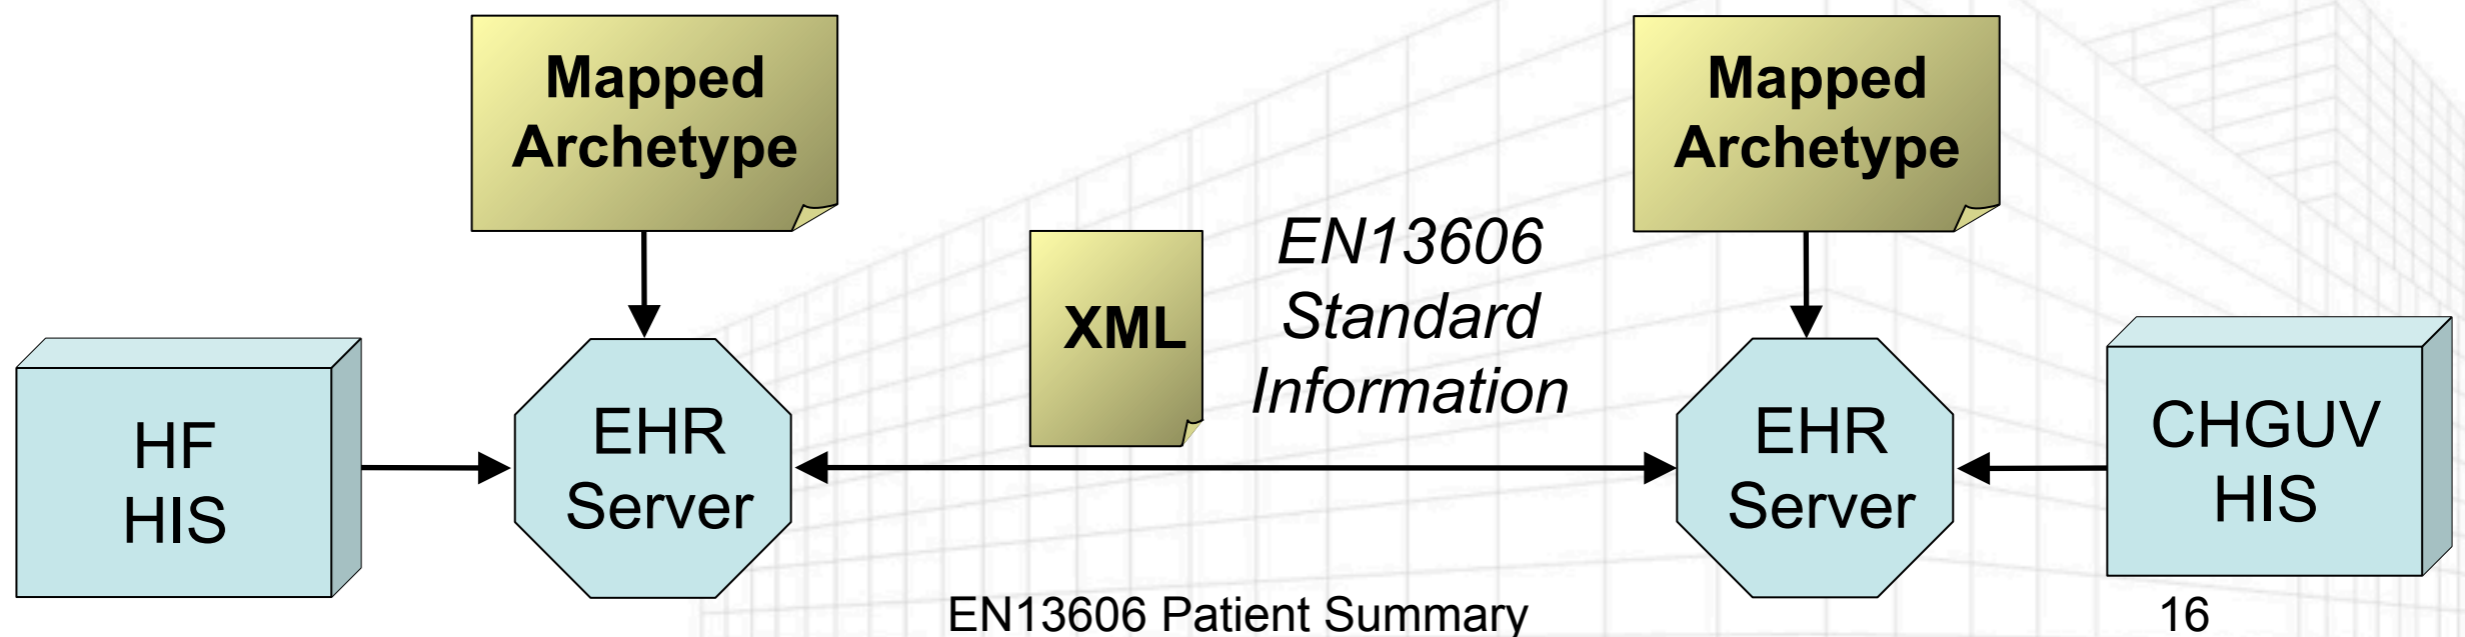 Mapped
Archetype
Mapped
Archetype
XML
EN13606
Standard
Information
HF
HIS
EHR
Server
EHR
Server
CHGUV
HIS
EN13606 Patient Summary
16